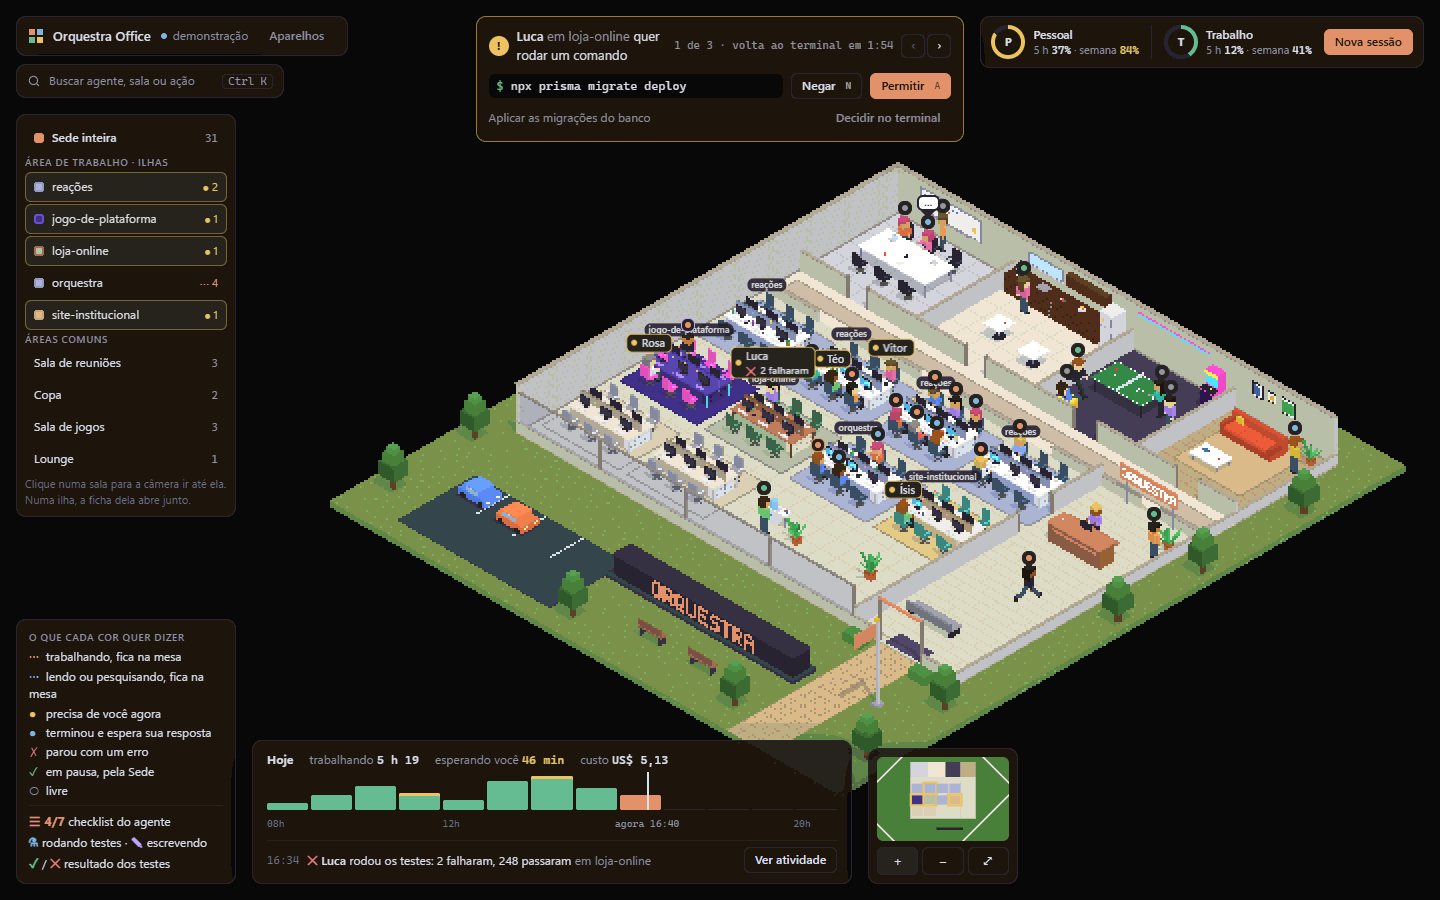 Orquestra Office
demonstração
Aparelhos
Buscar agente, sala ou ação
Ctrl K
! Luca em loja-online quer rodar um comando
1 de 3 · volta ao terminal em 1:54
‹ ›
$ npx prisma migrate deploy
Negar N
Permitir A
Aplicar as migrações do banco
Decidir no terminal
P Pessoal
5 h 37% · semana 84%
T Trabalho
5 h 12% · semana 41%
Nova sessão
Sede inteira 31
ÁREA DE TRABALHO · ILHAS
reações 2
jogo-de-plataforma 1
loja-online 1
orquestra ··· 4
site-institucional 1
ÁREAS COMUNS
Sala de reuniões 3
Copa 2
Sala de jogos 3
Lounge 1
Clique numa sala para a câmera ir até ela.
Numa ilha, a ficha dela abre junto.
...
reações
jogo-de-plataforma
Rosa
Luca
✕ 2 falharam
loja-online
Téo
reações
Vitor
reações
orquestra
reações
site-institucional
Ísis
ORQUESTRA
ORQUESTRA
O QUE CADA COR QUER DIZER
··· trabalhando, fica na mesa
··· lendo ou pesquisando, fica na
mesa
● precisa de você agora
● terminou e espera sua resposta
✗ parou com um erro
✓ em pausa, pela Sede
○ livre
☰ 4/7 checklist do agente
rodando testes · escrevendo
✓ / ✕ resultado dos testes
Hoje trabalhando 5 h 19 esperando você 46 min custo US$ 5,13
08h 12h agora 16:40 20h
16:34 ✕ Luca rodou os testes: 2 falharam, 248 passaram em loja-online
Ver atividade
+ − ⤢